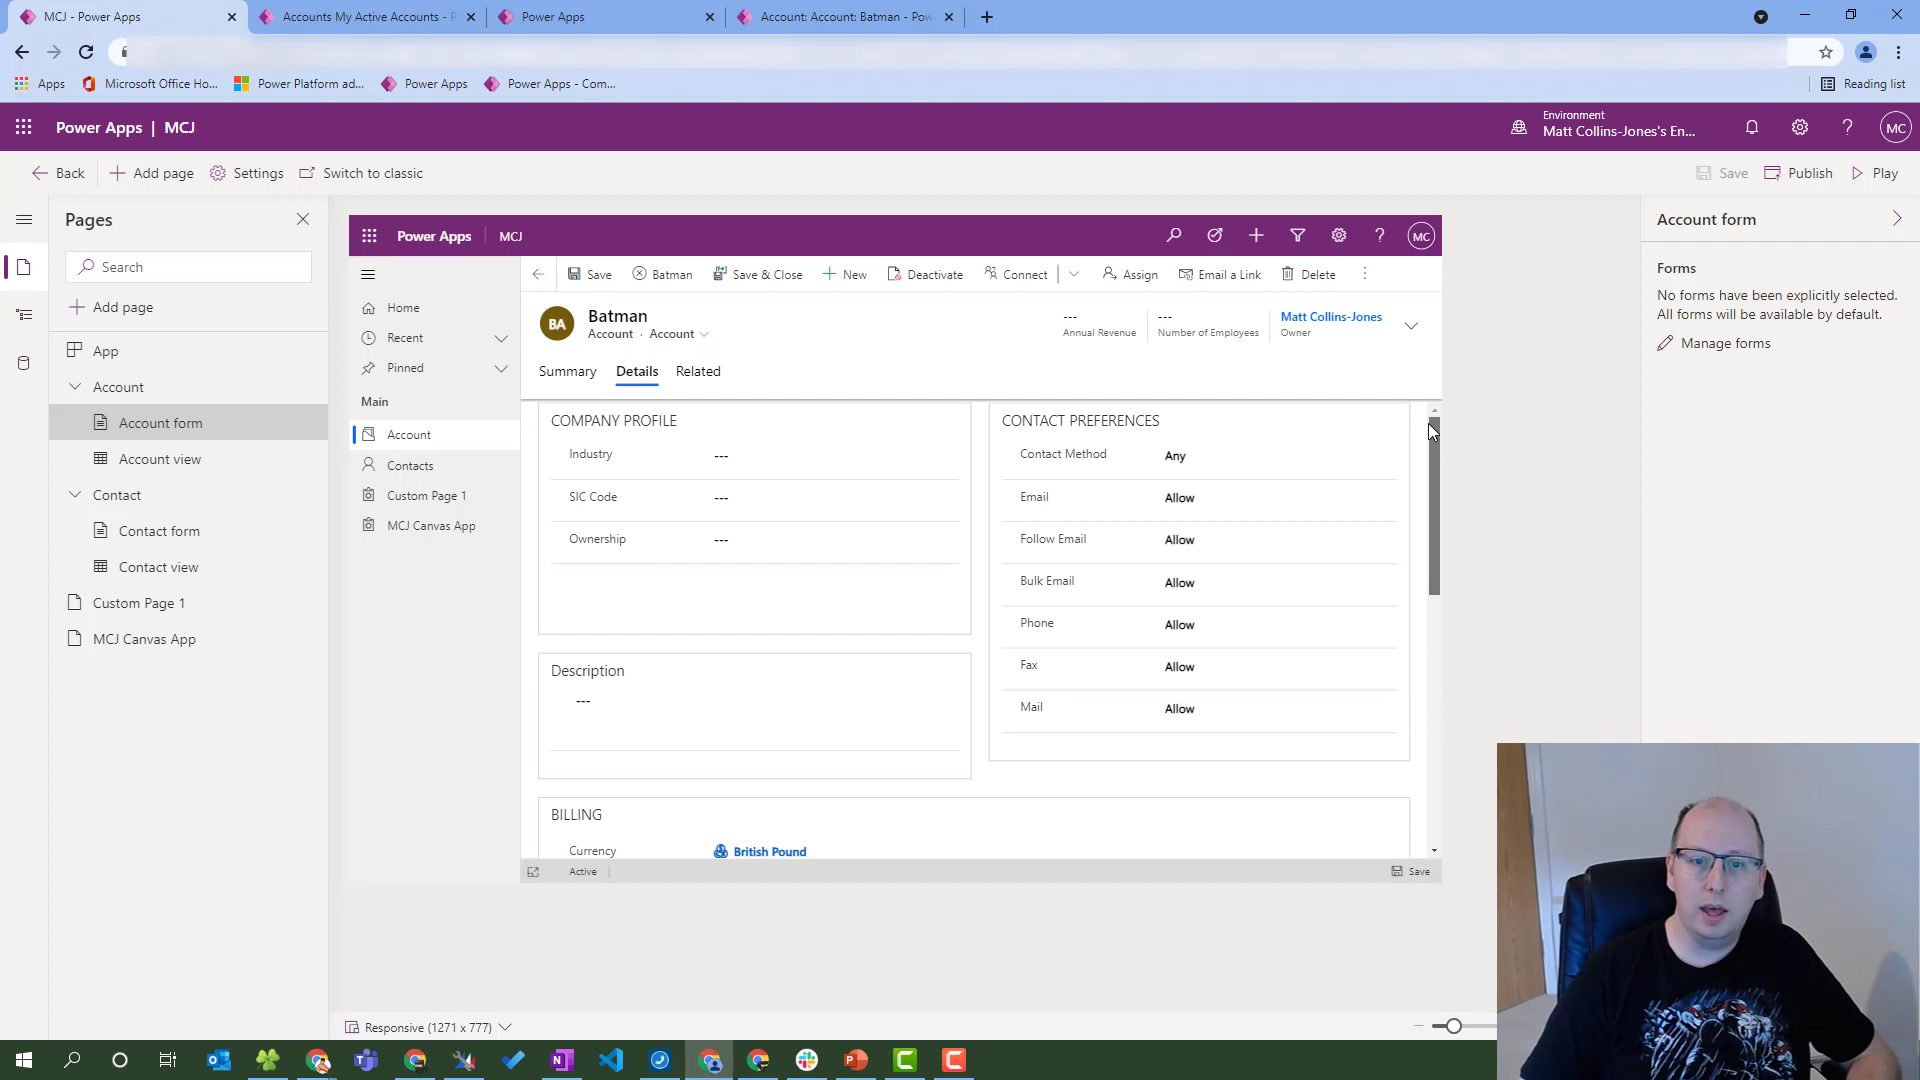 MCJ - Power Apps
Accounts My Active Accounts - P
Power Apps
Account: Account: Batman - Pow
Apps
Microsoft Office Ho...
Power Platform ad...
Power Apps
Power Apps - Com...
Reading list
Power Apps | MCJ
Environment
Matt Collins-Jones's En...
MC
Back
Add page
Settings
Switch to classic
Save
Publish
Play
Pages
Search
Add page
App
Account
Account form
Account view
Contact
Contact form
Contact view
Custom Page 1
MCJ Canvas App
Power Apps
MCJ
MC
Home
Recent
Pinned
Main
Account
Contacts
Custom Page 1
MCJ Canvas App
Save
Batman
Save & Close
New
Deactivate
Connect
Assign
Email a Link
Delete
BA
Batman
Account · Account
---
Annual Revenue
---
Number of Employees
Matt Collins-Jones
Owner
Summary
Details
Related
COMPANY PROFILE
Industry
---
SIC Code
---
Ownership
---
Description
---
CONTACT PREFERENCES
Contact Method
Any
Email
Allow
Follow Email
Allow
Bulk Email
Allow
Phone
Allow
Fax
Allow
Mail
Allow
BILLING
Currency
British Pound
Active
Save
Account form
Forms
No forms have been explicitly selected.
All forms will be available by default.
Manage forms
Responsive (1271 x 777)